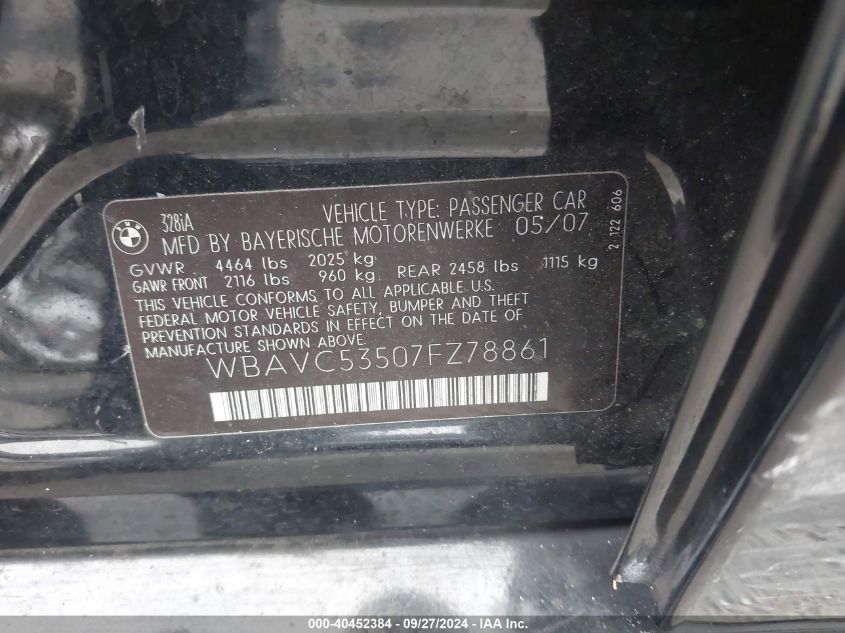 BMW
328iA VEHICLE TYPE: PASSENGER CAR
MFD BY BAYERISCHE MOTORENWERKE 05/07
GVWR 4464 lbs 2025 kg
GAWR FRONT 2116 lbs 960 kg REAR 2458 lbs 1115 kg
THIS VEHICLE CONFORMS TO ALL APPLICABLE U.S.
FEDERAL MOTOR VEHICLE SAFETY, BUMPER AND THEFT
PREVENTION STANDARDS IN EFFECT ON THE DATE OF
MANUFACTURE SHOWN ABOVE.
WBAVC53507FZ78861
2 122 606
000-40452384 - 09/27/2024 - IAA Inc.